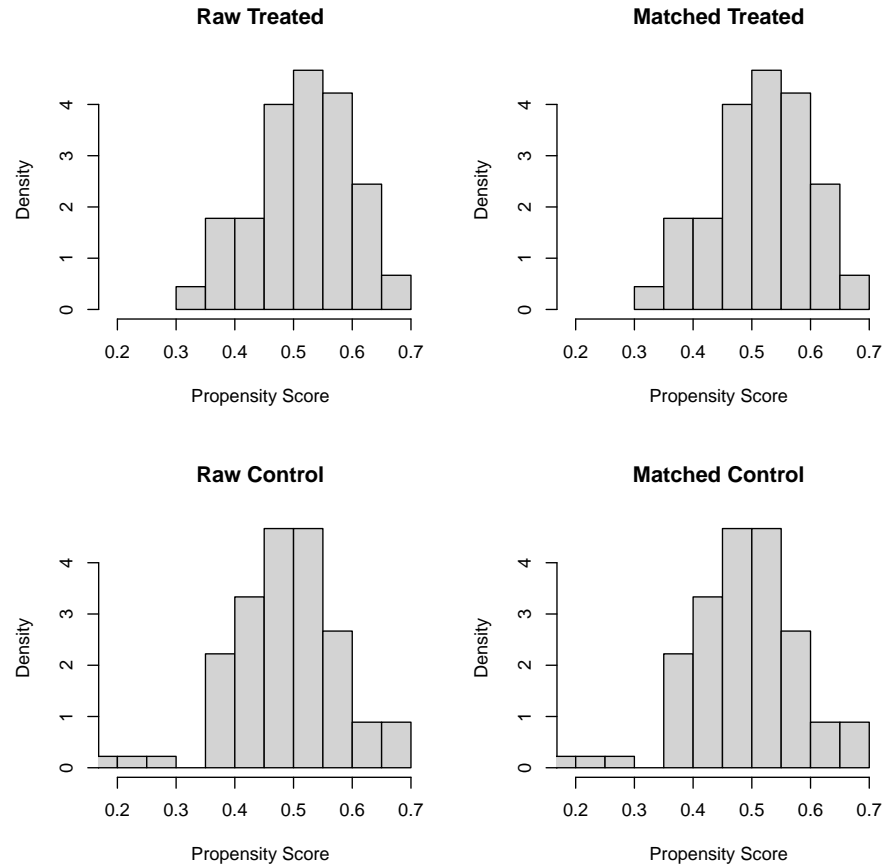 Raw Treated
Density
0 1 2 3 4
0.2 0.3 0.4 0.5 0.6 0.7
Propensity Score
Matched Treated
Density
0 1 2 3 4
0.2 0.3 0.4 0.5 0.6 0.7
Propensity Score
Raw Control
Density
0 1 2 3 4
0.2 0.3 0.4 0.5 0.6 0.7
Propensity Score
Matched Control
Density
0 1 2 3 4
0.2 0.3 0.4 0.5 0.6 0.7
Propensity Score